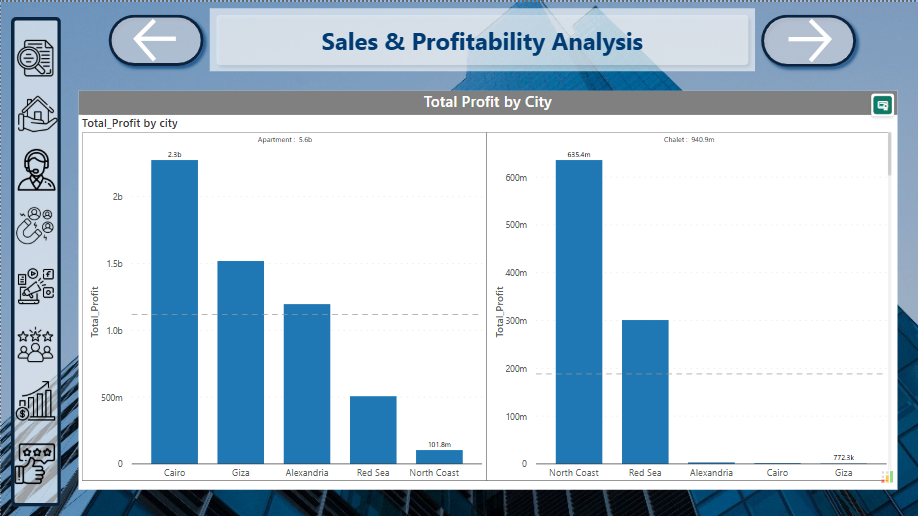 Sales & Profitability Analysis
Total Profit by City
Total_Profit by city
Apartment : 5.6b
2.3b
2b
1.5b
1.0b
500m
0
Total_Profit
101.8m
Cairo
Giza
Alexandria
Red Sea
North Coast
Chalet : 940.9m
635.4m
600m
500m
400m
300m
200m
100m
0
Total_Profit
772.3k
North Coast
Red Sea
Alexandria
Cairo
Giza